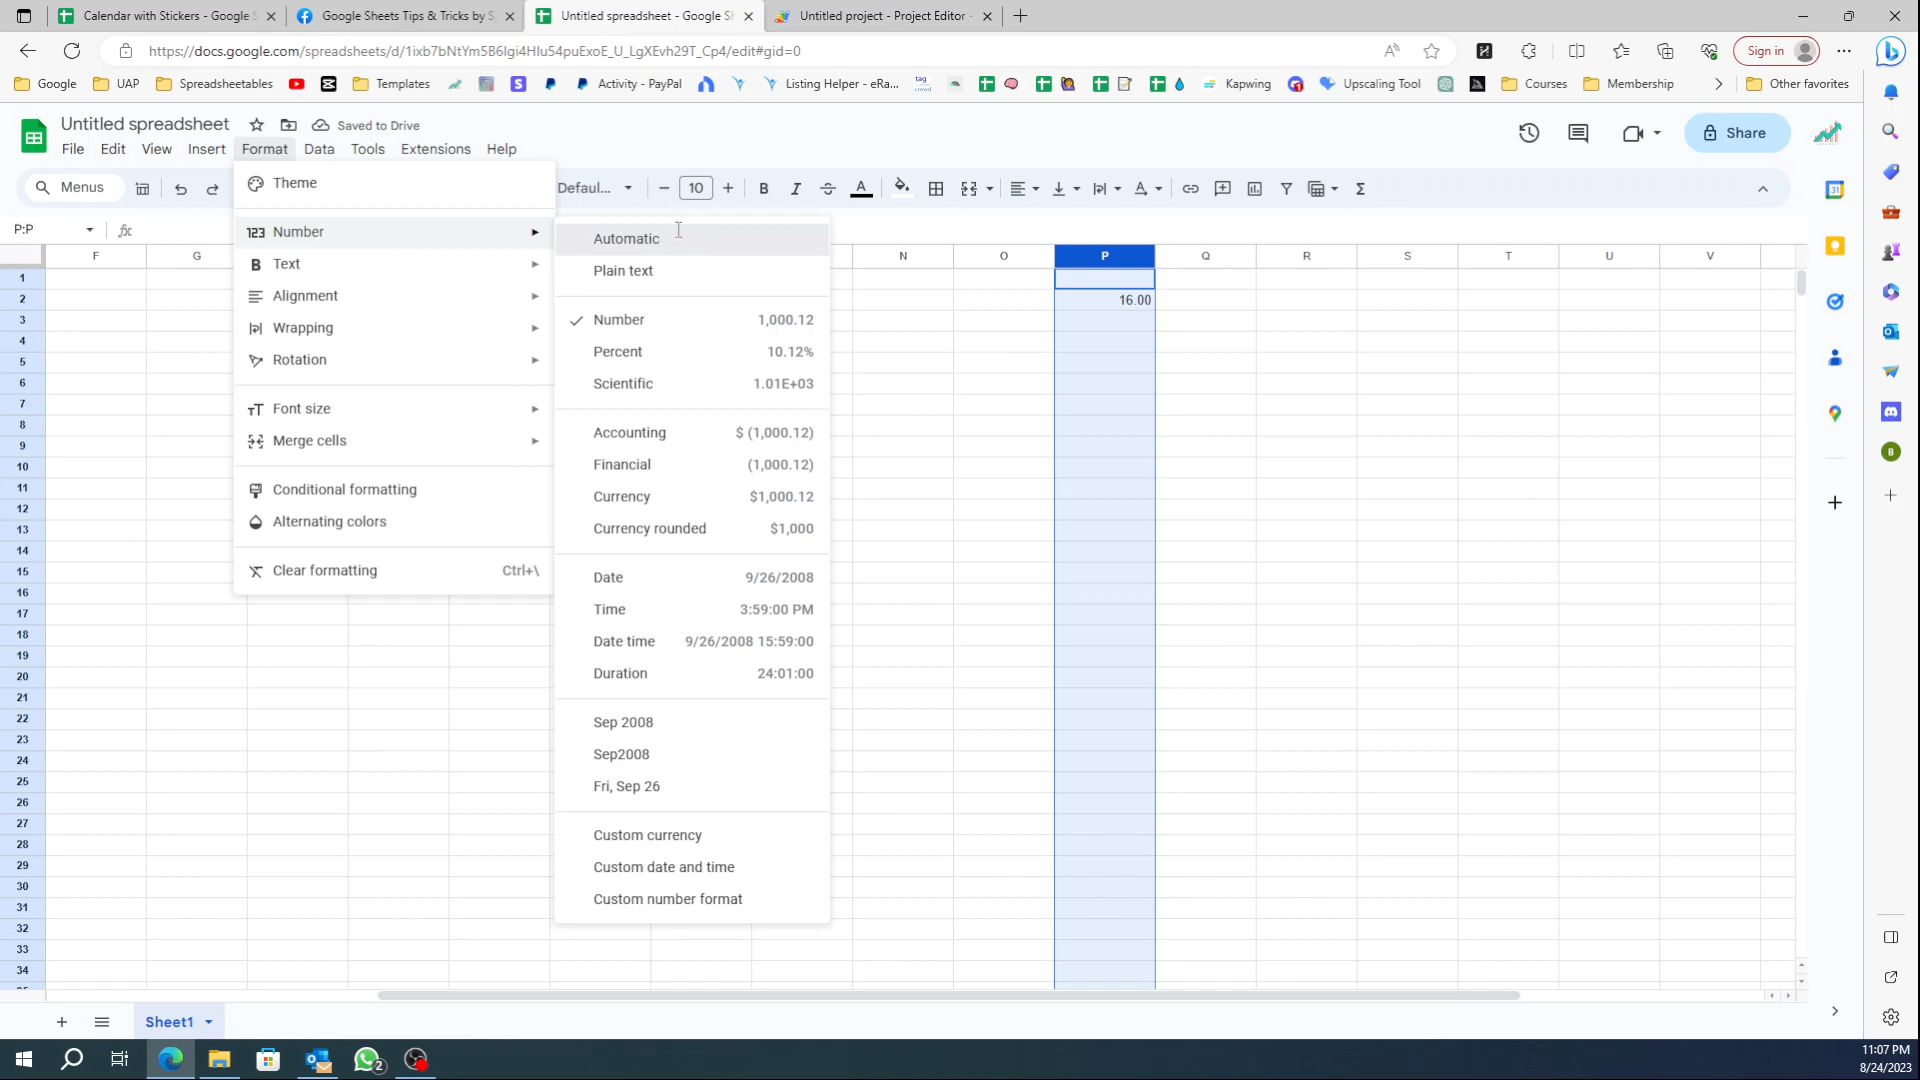 Calendar with Stickers - Google S
Google Sheets Tips & Tricks by S
Untitled spreadsheet - Google Sh
Untitled project - Project Editor -
https://docs.google.com/spreadsheets/d/1ixb7bNtYm5B6lgi4Hlu54puExoE_U_LgXEvh29T_Cp4/edit#gid=0
Sign in
Google
UAP
Spreadsheetables
Templates
Activity - PayPal
Listing Helper - eRa...
Kapwing
Upscaling Tool
Courses
Membership
Other favorites
Untitled spreadsheet
Saved to Drive
Share
File Edit View Insert Format Data Tools Extensions Help
Menus
Defaul...
10
P:P
fx
F G N O P Q R S T U V
Theme
123 Number
B Text
Alignment
Wrapping
Rotation
Font size
Merge cells
Conditional formatting
Alternating colors
Clear formatting Ctrl+\
Automatic
Plain text
Number 1,000.12
Percent 10.12%
Scientific 1.01E+03
Accounting $ (1,000.12)
Financial (1,000.12)
Currency $1,000.12
Currency rounded $1,000
Date 9/26/2008
Time 3:59:00 PM
Date time 9/26/2008 15:59:00
Duration 24:01:00
Sep 2008
Sep2008
Fri, Sep 26
Custom currency
Custom date and time
Custom number format
1
2 16.00
3
4
5
6
7
8
9
10
11
12
13
14
15
16
17
18
19
20
21
22
23
24
25
26
27
28
29
30
31
32
33
34
Sheet1
11:07 PM
8/24/2023